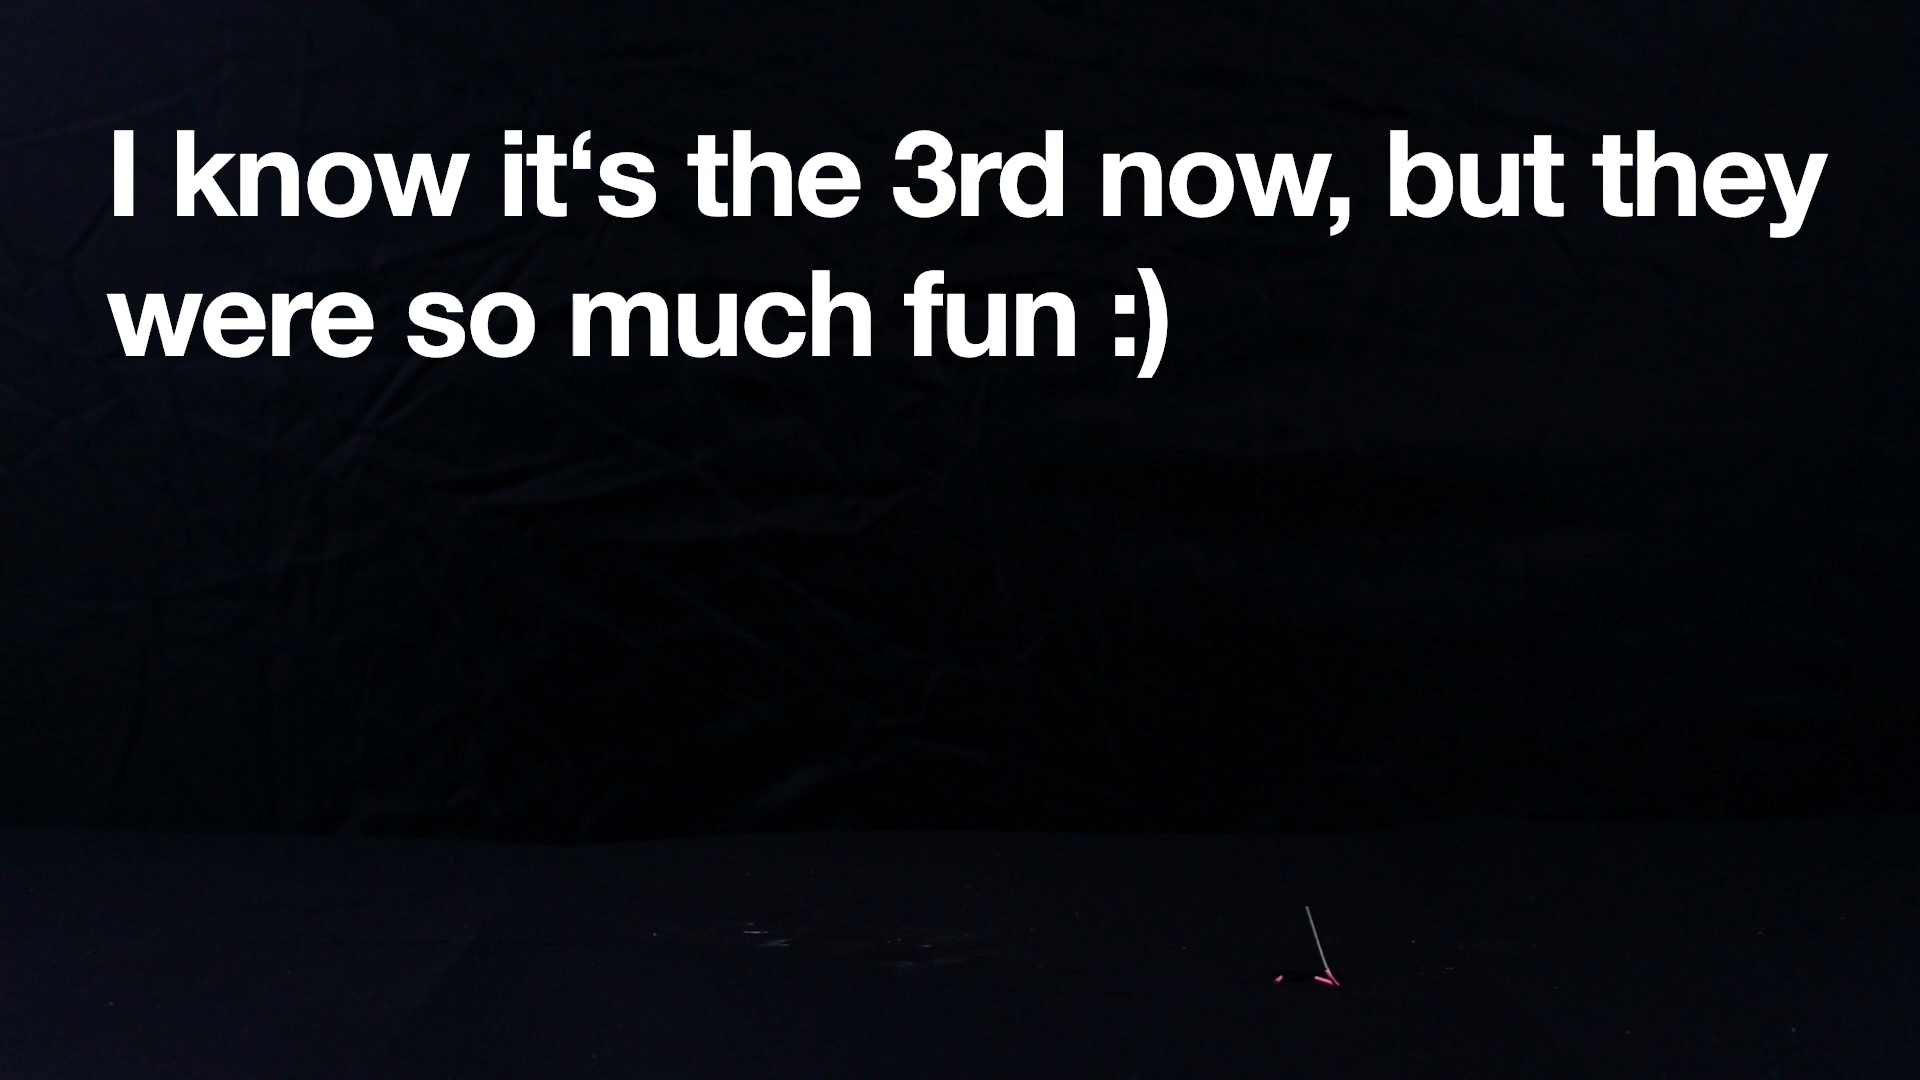 I know it‘s the 3rd now, but they
were so much fun :)